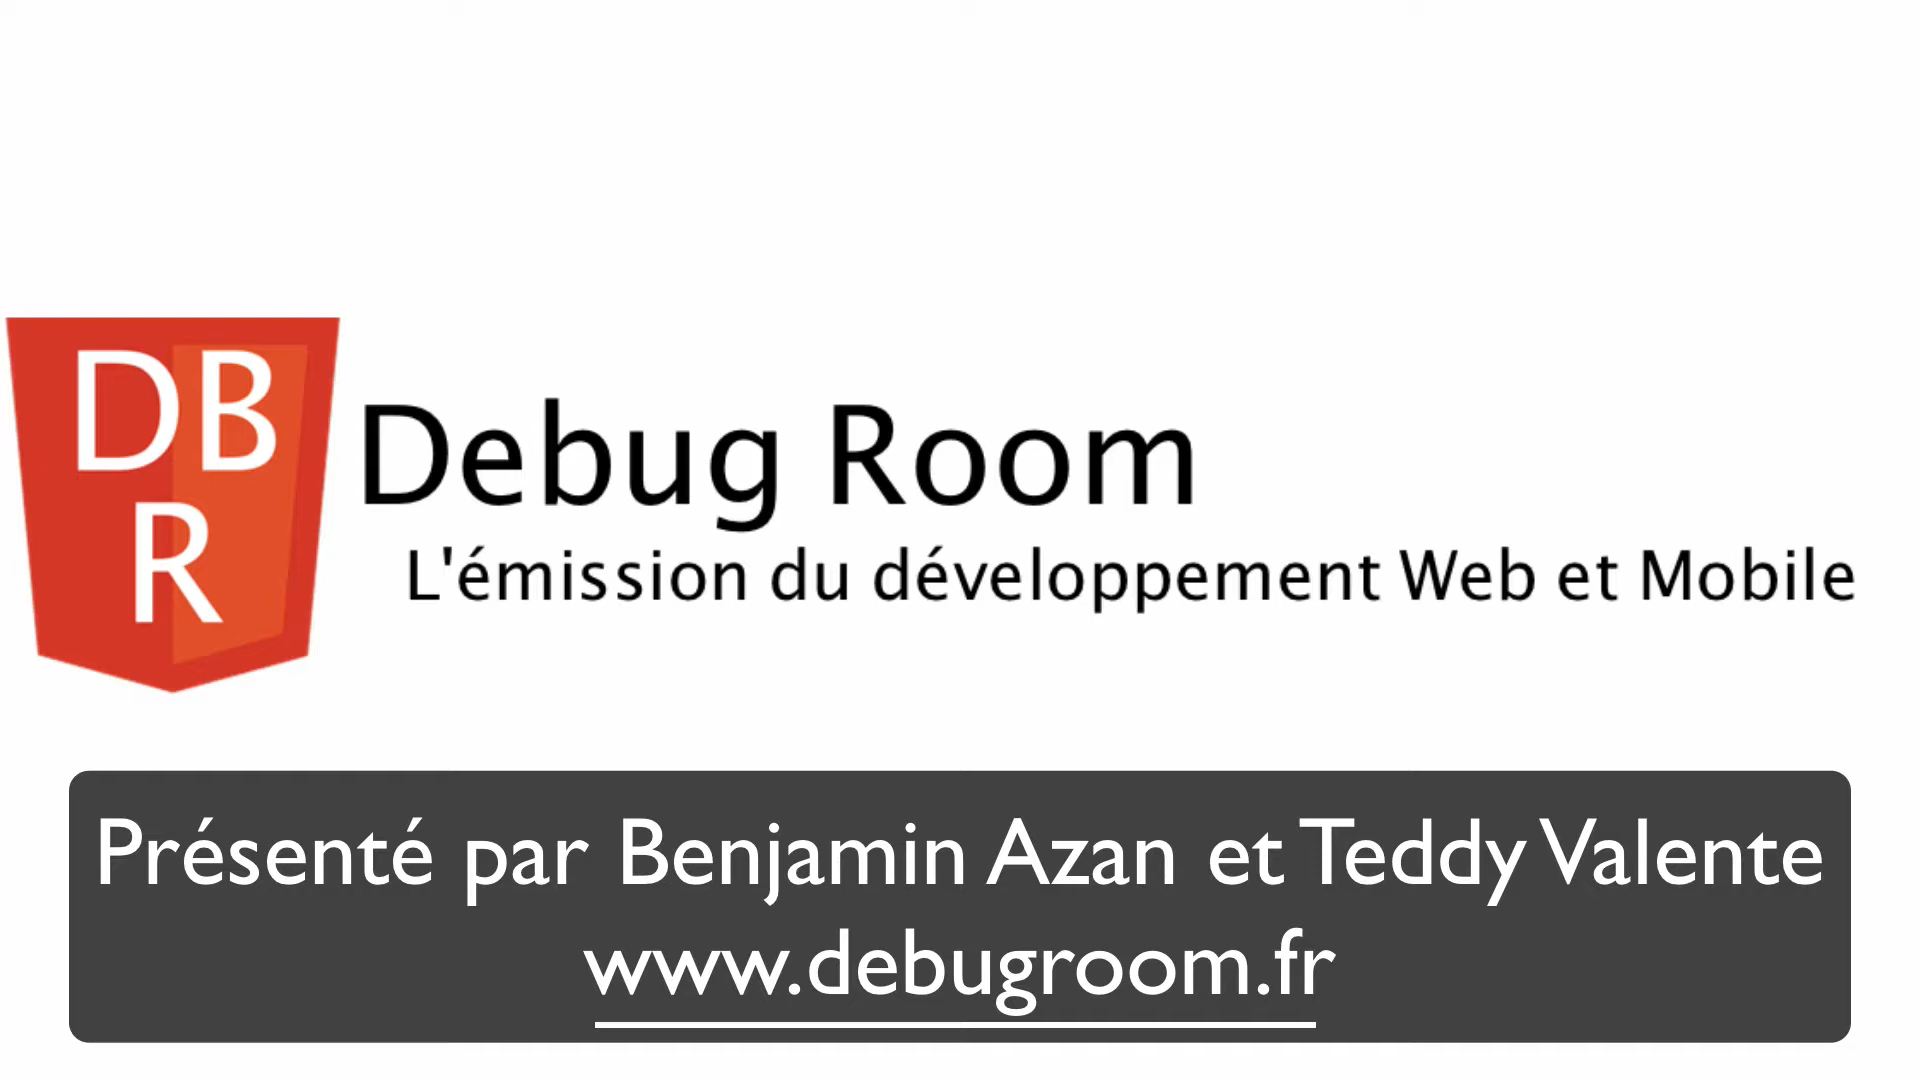 DB
R
Debug Room
L'émission du développement Web et Mobile
Présenté par Benjamin Azan et Teddy Valente
www.debugroom.fr